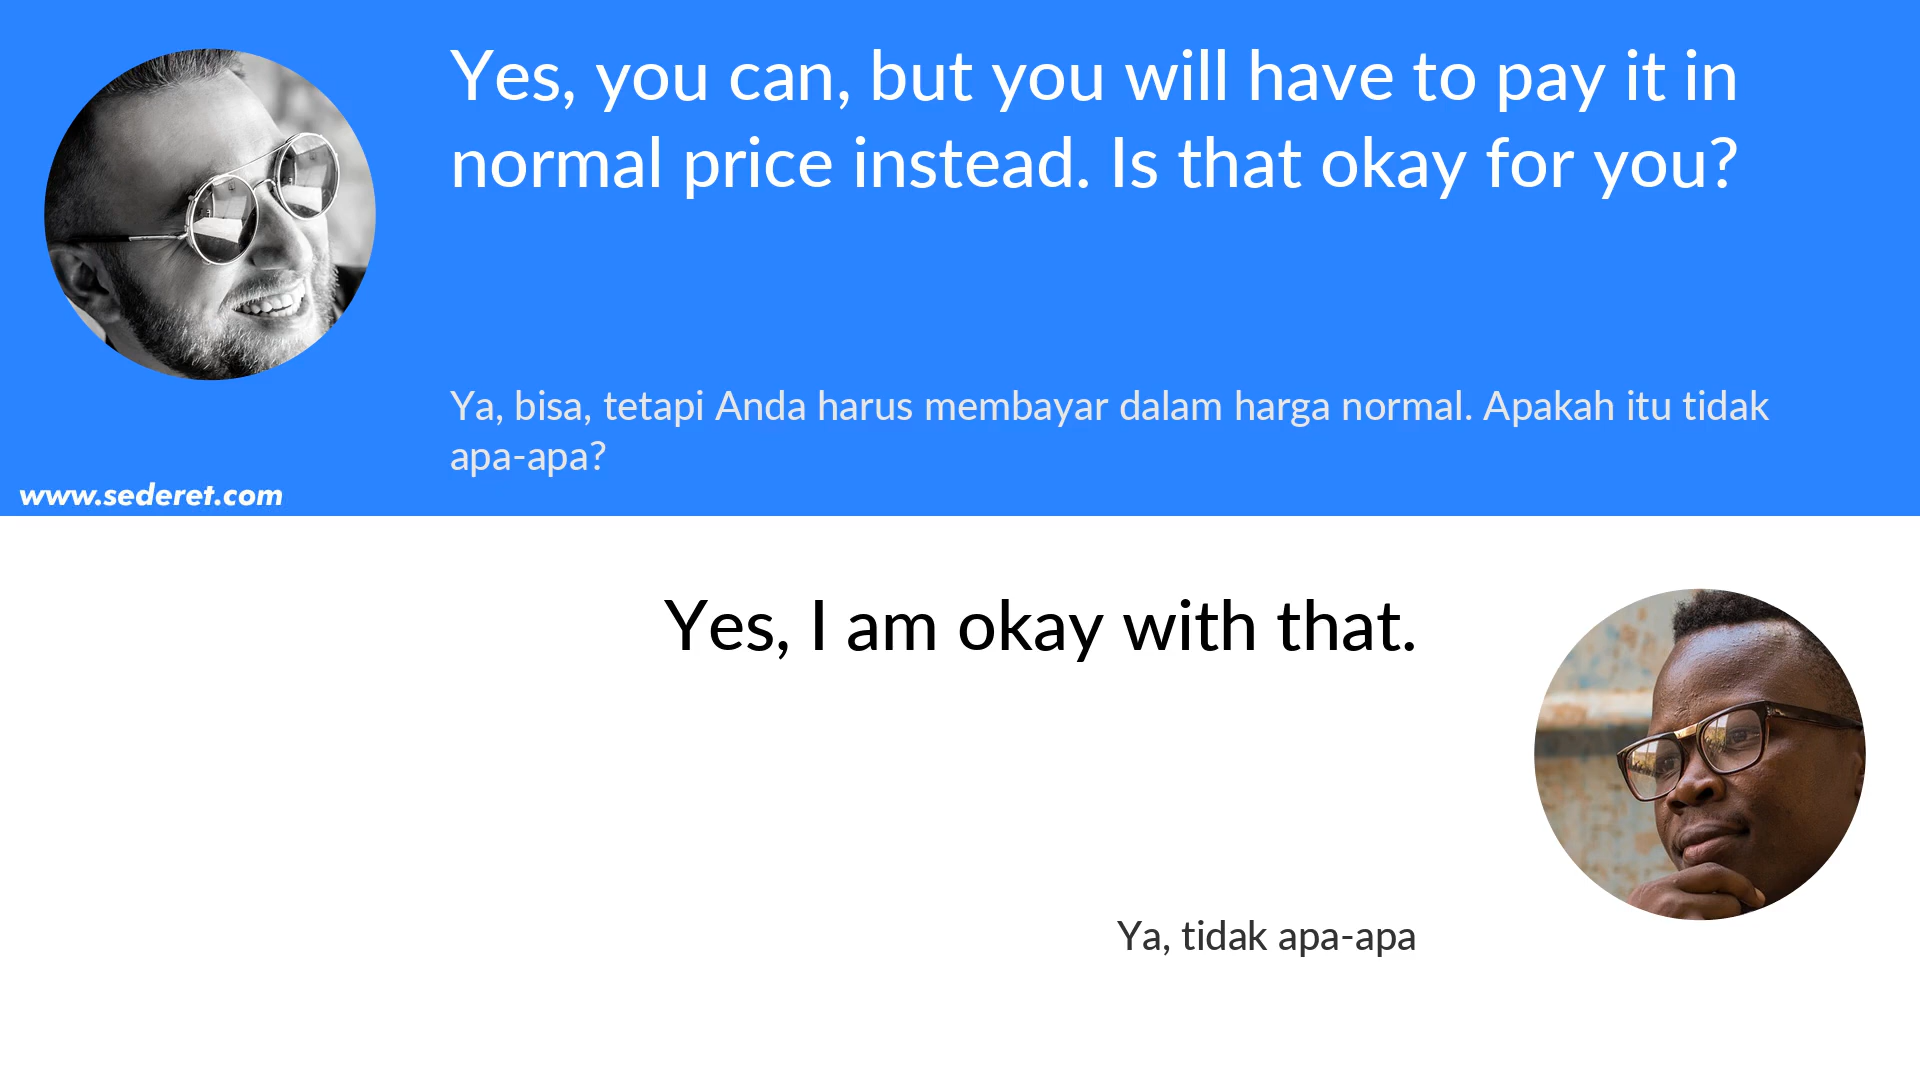 Yes, you can, but you will have to pay it in
normal price instead. Is that okay for you?
Ya, bisa, tetapi Anda harus membayar dalam harga normal. Apakah itu tidak
apa-apa?
www.sederet.com
Yes, I am okay with that.
Ya, tidak apa-apa